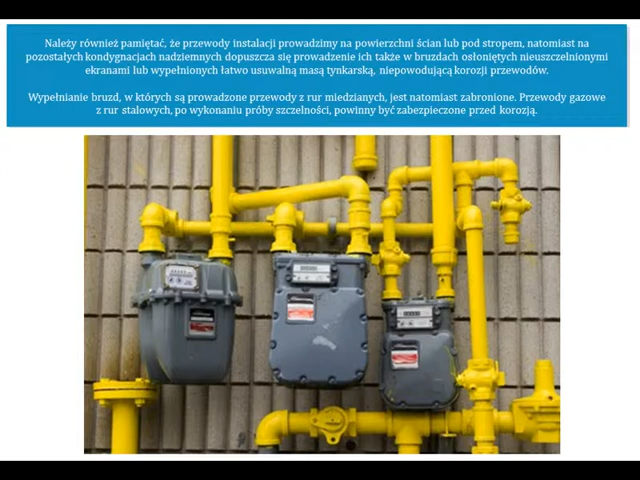 Należy również pamiętać, że przewody instalacji prowadzimy na powierzchni ścian lub pod stropem, natomiast na
pozostałych kondygnacjach nadziemnych dopuszcza się prowadzenie ich także w bruzdach osłoniętych nieuszczelnionymi
ekranami lub wypełnionych łatwo usuwalną masą tynkarską, niepowodującą korozji przewodów.
Wypełnianie bruzd, w których są prowadzone przewody z rur miedzianych, jest natomiast zabronione. Przewody gazowe
z rur stalowych, po wykonaniu próby szczelności, powinny być zabezpieczone przed korozją.